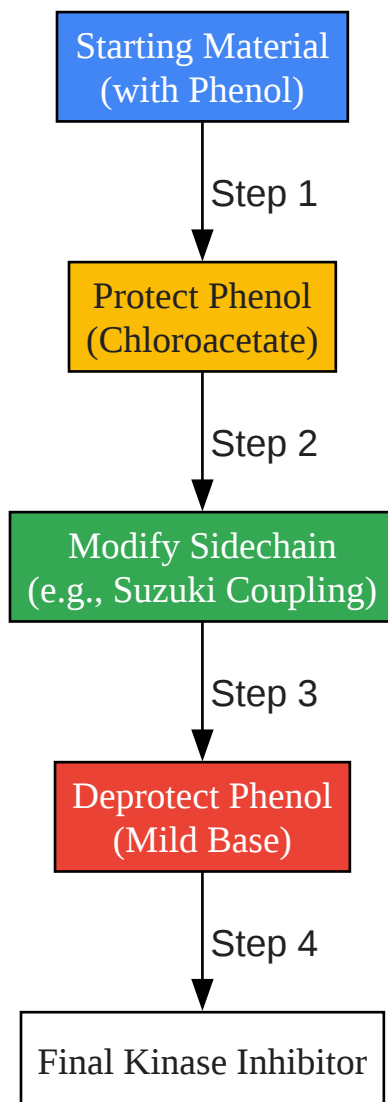 Starting Material
(with Phenol)
Step 1
Protect Phenol
(Chloroacetate)
Step 2
Modify Sidechain
(e.g., Suzuki Coupling)
Step 3
Deprotect Phenol
(Mild Base)
Step 4
Final Kinase Inhibitor